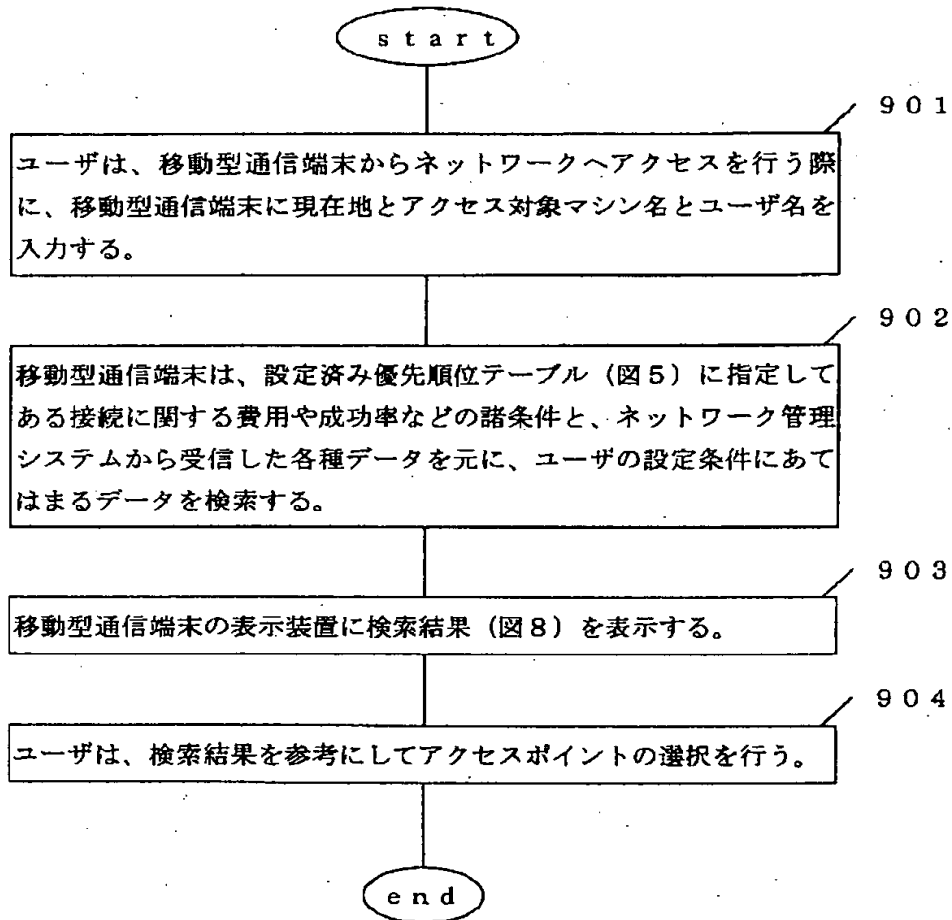 start
901
ユーザは、移動型通信端末からネットワークへアクセスを行う際
に、移動型通信端末に現在地とアクセス対象マシン名とユーザ名を
入力する。
902
移動型通信端末は、設定済み優先順位テーブル（図５）に指定して
ある接続に関する費用や成功率などの諸条件と、ネットワーク管理
システムから受信した各種データを元に、ユーザの設定条件にあて
はまるデータを検索する。
903
移動型通信端末の表示装置に検索結果（図８）を表示する。
904
ユーザは、検索結果を参考にしてアクセスポイントの選択を行う。
end